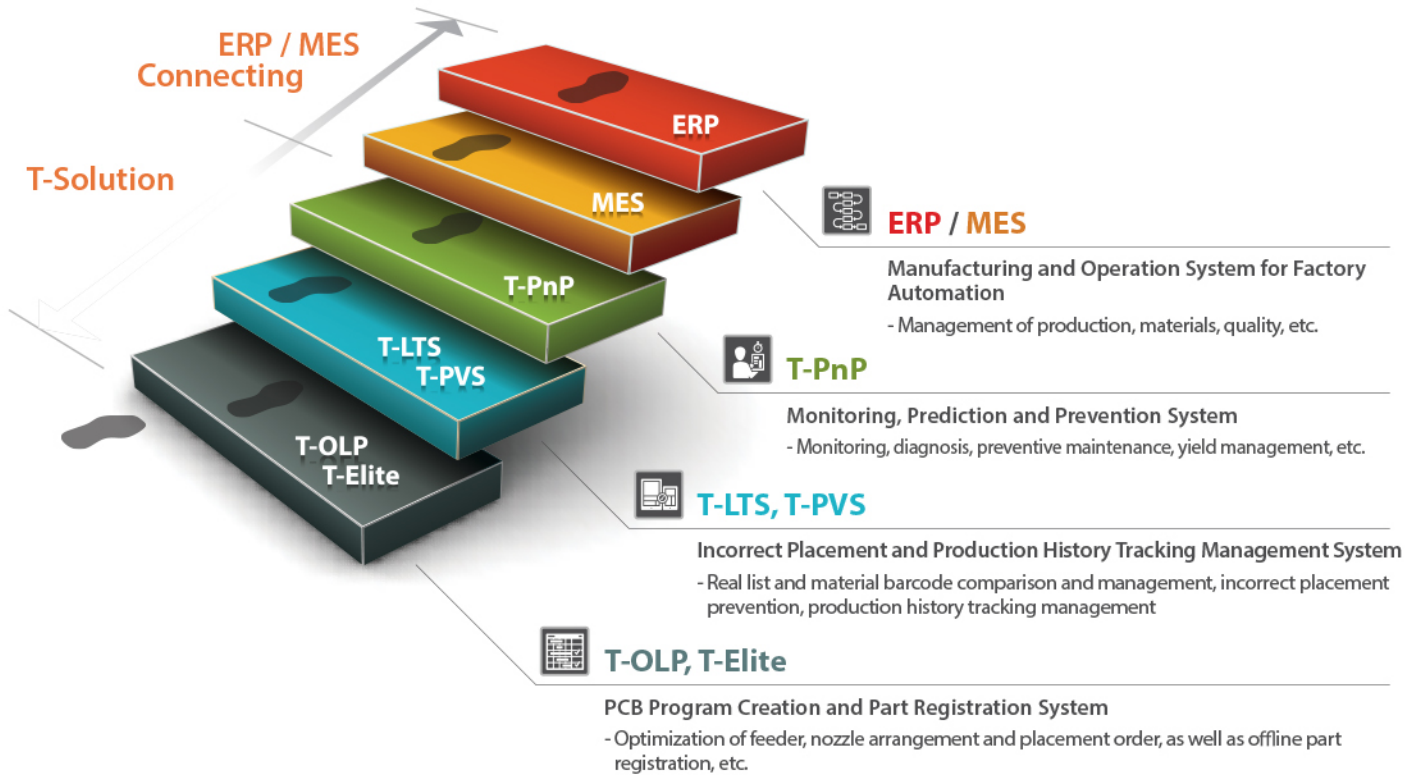 ERP / MES
Connecting
T-Solution
ERP
MES
T-PnP
T-LTS
T-PVS
T-OLP
T-Elite
ERP / MES
Manufacturing and Operation System for Factory
Automation
- Management of production, materials, quality, etc.
T-PnP
Monitoring, Prediction and Prevention System
- Monitoring, diagnosis, preventive maintenance, yield management, etc.
T-LTS, T-PVS
Incorrect Placement and Production History Tracking Management System
- Real list and material barcode comparison and management, incorrect placement
prevention, production history tracking management
T-OLP, T-Elite
PCB Program Creation and Part Registration System
- Optimization of feeder, nozzle arrangement and placement order, as well as offline part
registration, etc.